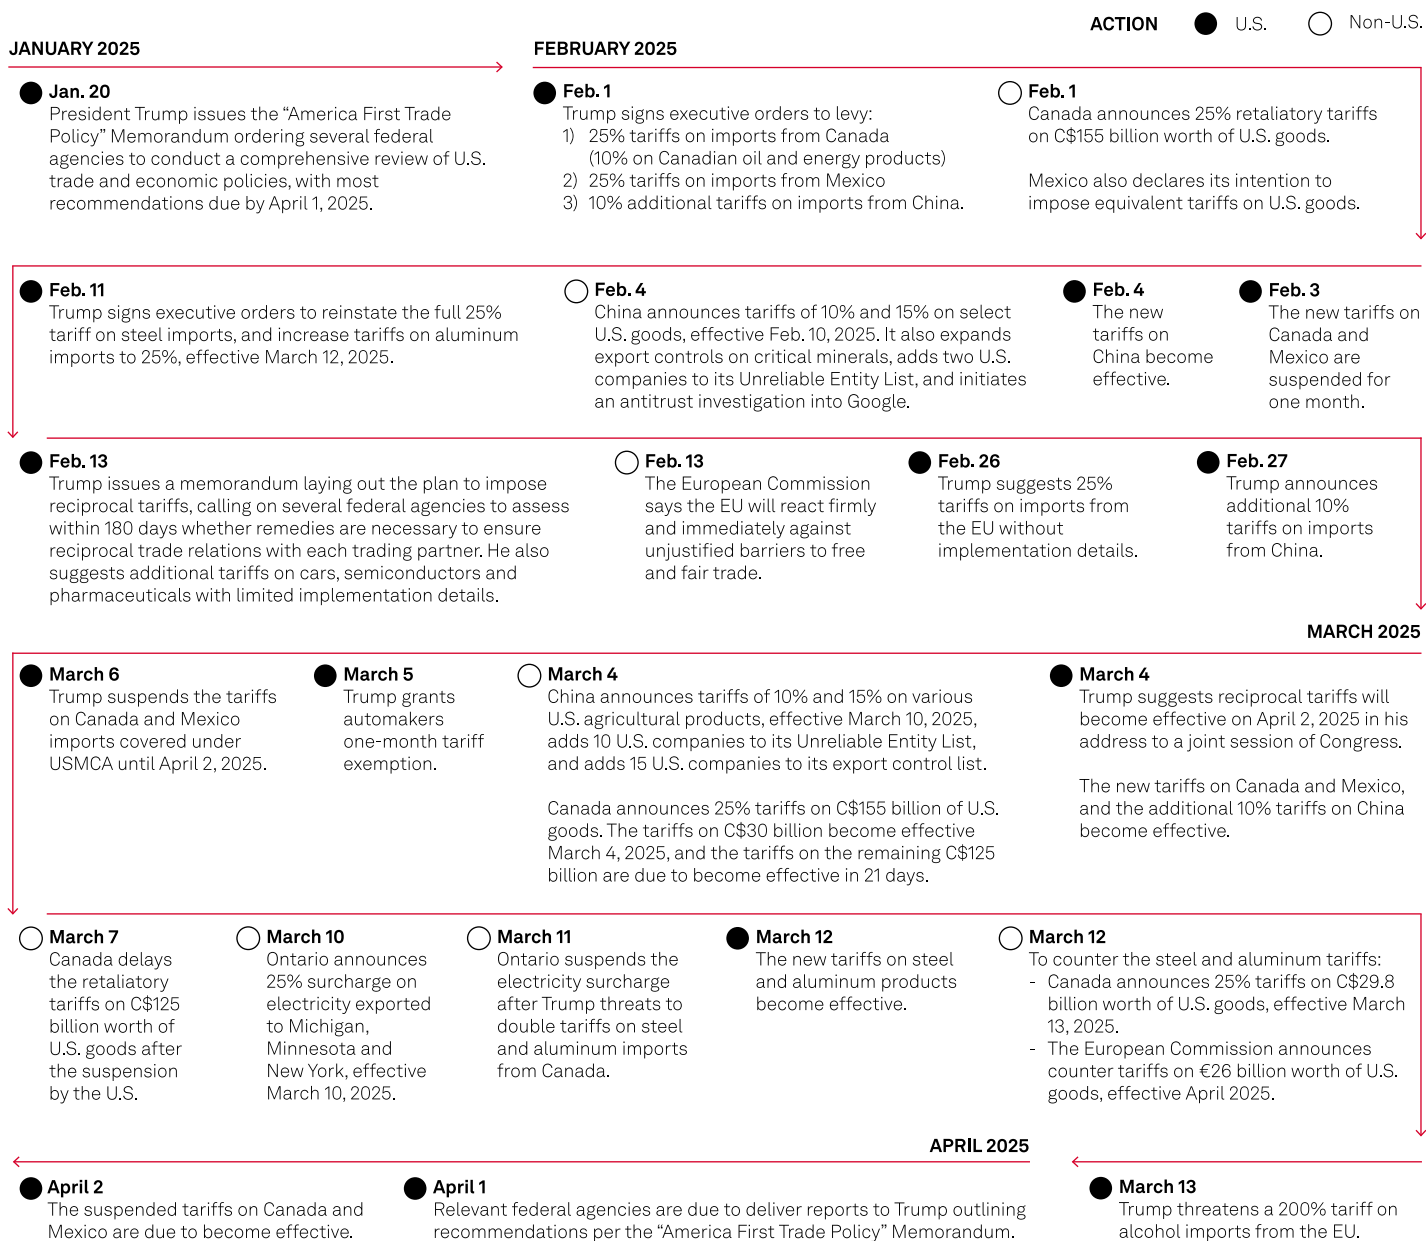 ACTION U.S. Non-U.S.
JANUARY 2025
FEBRUARY 2025
Jan. 20
President Trump issues the “America First Trade
Policy” Memorandum ordering several federal
agencies to conduct a comprehensive review of U.S.
trade and economic policies, with most
recommendations due by April 1, 2025.
Feb. 1
Trump signs executive orders to levy:
1) 25% tariffs on imports from Canada
(10% on Canadian oil and energy products)
2) 25% tariffs on imports from Mexico
3) 10% additional tariffs on imports from China.
Feb. 1
Canada announces 25% retaliatory tariffs
on C$155 billion worth of U.S. goods.
Mexico also declares its intention to
impose equivalent tariffs on U.S. goods.
Feb. 11
Trump signs executive orders to reinstate the full 25%
tariff on steel imports, and increase tariffs on aluminum
imports to 25%, effective March 12, 2025.
Feb. 4
China announces tariffs of 10% and 15% on select
U.S. goods, effective Feb. 10, 2025. It also expands
export controls on critical minerals, adds two U.S.
companies to its Unreliable Entity List, and initiates
an antitrust investigation into Google.
Feb. 4
The new
tariffs on
China become
effective.
Feb. 3
The new tariffs on
Canada and
Mexico are
suspended for
one month.
Feb. 13
Trump issues a memorandum laying out the plan to impose
reciprocal tariffs, calling on several federal agencies to assess
within 180 days whether remedies are necessary to ensure
reciprocal trade relations with each trading partner. He also
suggests additional tariffs on cars, semiconductors and
pharmaceuticals with limited implementation details.
Feb. 13
The European Commission
says the EU will react firmly
and immediately against
unjustified barriers to free
and fair trade.
Feb. 26
Trump suggests 25%
tariffs on imports from
the EU without
implementation details.
Feb. 27
Trump announces
additional 10%
tariffs on imports
from China.
MARCH 2025
March 6
Trump suspends the tariffs
on Canada and Mexico
imports covered under
USMCA until April 2, 2025.
March 5
Trump grants
automakers
one-month tariff
exemption.
March 4
China announces tariffs of 10% and 15% on various
U.S. agricultural products, effective March 10, 2025,
adds 10 U.S. companies to its Unreliable Entity List,
and adds 15 U.S. companies to its export control list.
Canada announces 25% tariffs on C$155 billion of U.S.
goods. The tariffs on C$30 billion become effective
March 4, 2025, and the tariffs on the remaining C$125
billion are due to become effective in 21 days.
March 4
Trump suggests reciprocal tariffs will
become effective on April 2, 2025 in his
address to a joint session of Congress.
The new tariffs on Canada and Mexico,
and the additional 10% tariffs on China
become effective.
March 7
Canada delays
the retaliatory
tariffs on C$125
billion worth of
U.S. goods after
the suspension
by the U.S.
March 10
Ontario announces
25% surcharge on
electricity exported
to Michigan,
Minnesota and
New York, effective
March 10, 2025.
March 11
Ontario suspends the
electricity surcharge
after Trump threats to
double tariffs on steel
and aluminum imports
from Canada.
March 12
The new tariffs on steel
and aluminum products
become effective.
March 12
To counter the steel and aluminum tariffs:
- Canada announces 25% tariffs on C$29.8
billion worth of U.S. goods, effective March
13, 2025.
- The European Commission announces
counter tariffs on €26 billion worth of U.S.
goods, effective April 2025.
APRIL 2025
April 2
The suspended tariffs on Canada and
Mexico are due to become effective.
April 1
Relevant federal agencies are due to deliver reports to Trump outlining
recommendations per the “America First Trade Policy” Memorandum.
March 13
Trump threatens a 200% tariff on
alcohol imports from the EU.